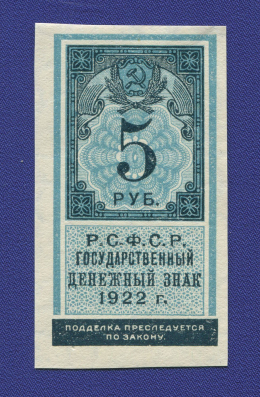 5
РУБ.
Р.С.Ф.С.Р.
ГОСУДАРСТВЕННЫЙ
ДЕНЕЖНЫЙ ЗНАК
1922 г.
ПОДДЕЛКА ПРЕСЛЕДУЕТСЯ
ПО ЗАКОНУ.